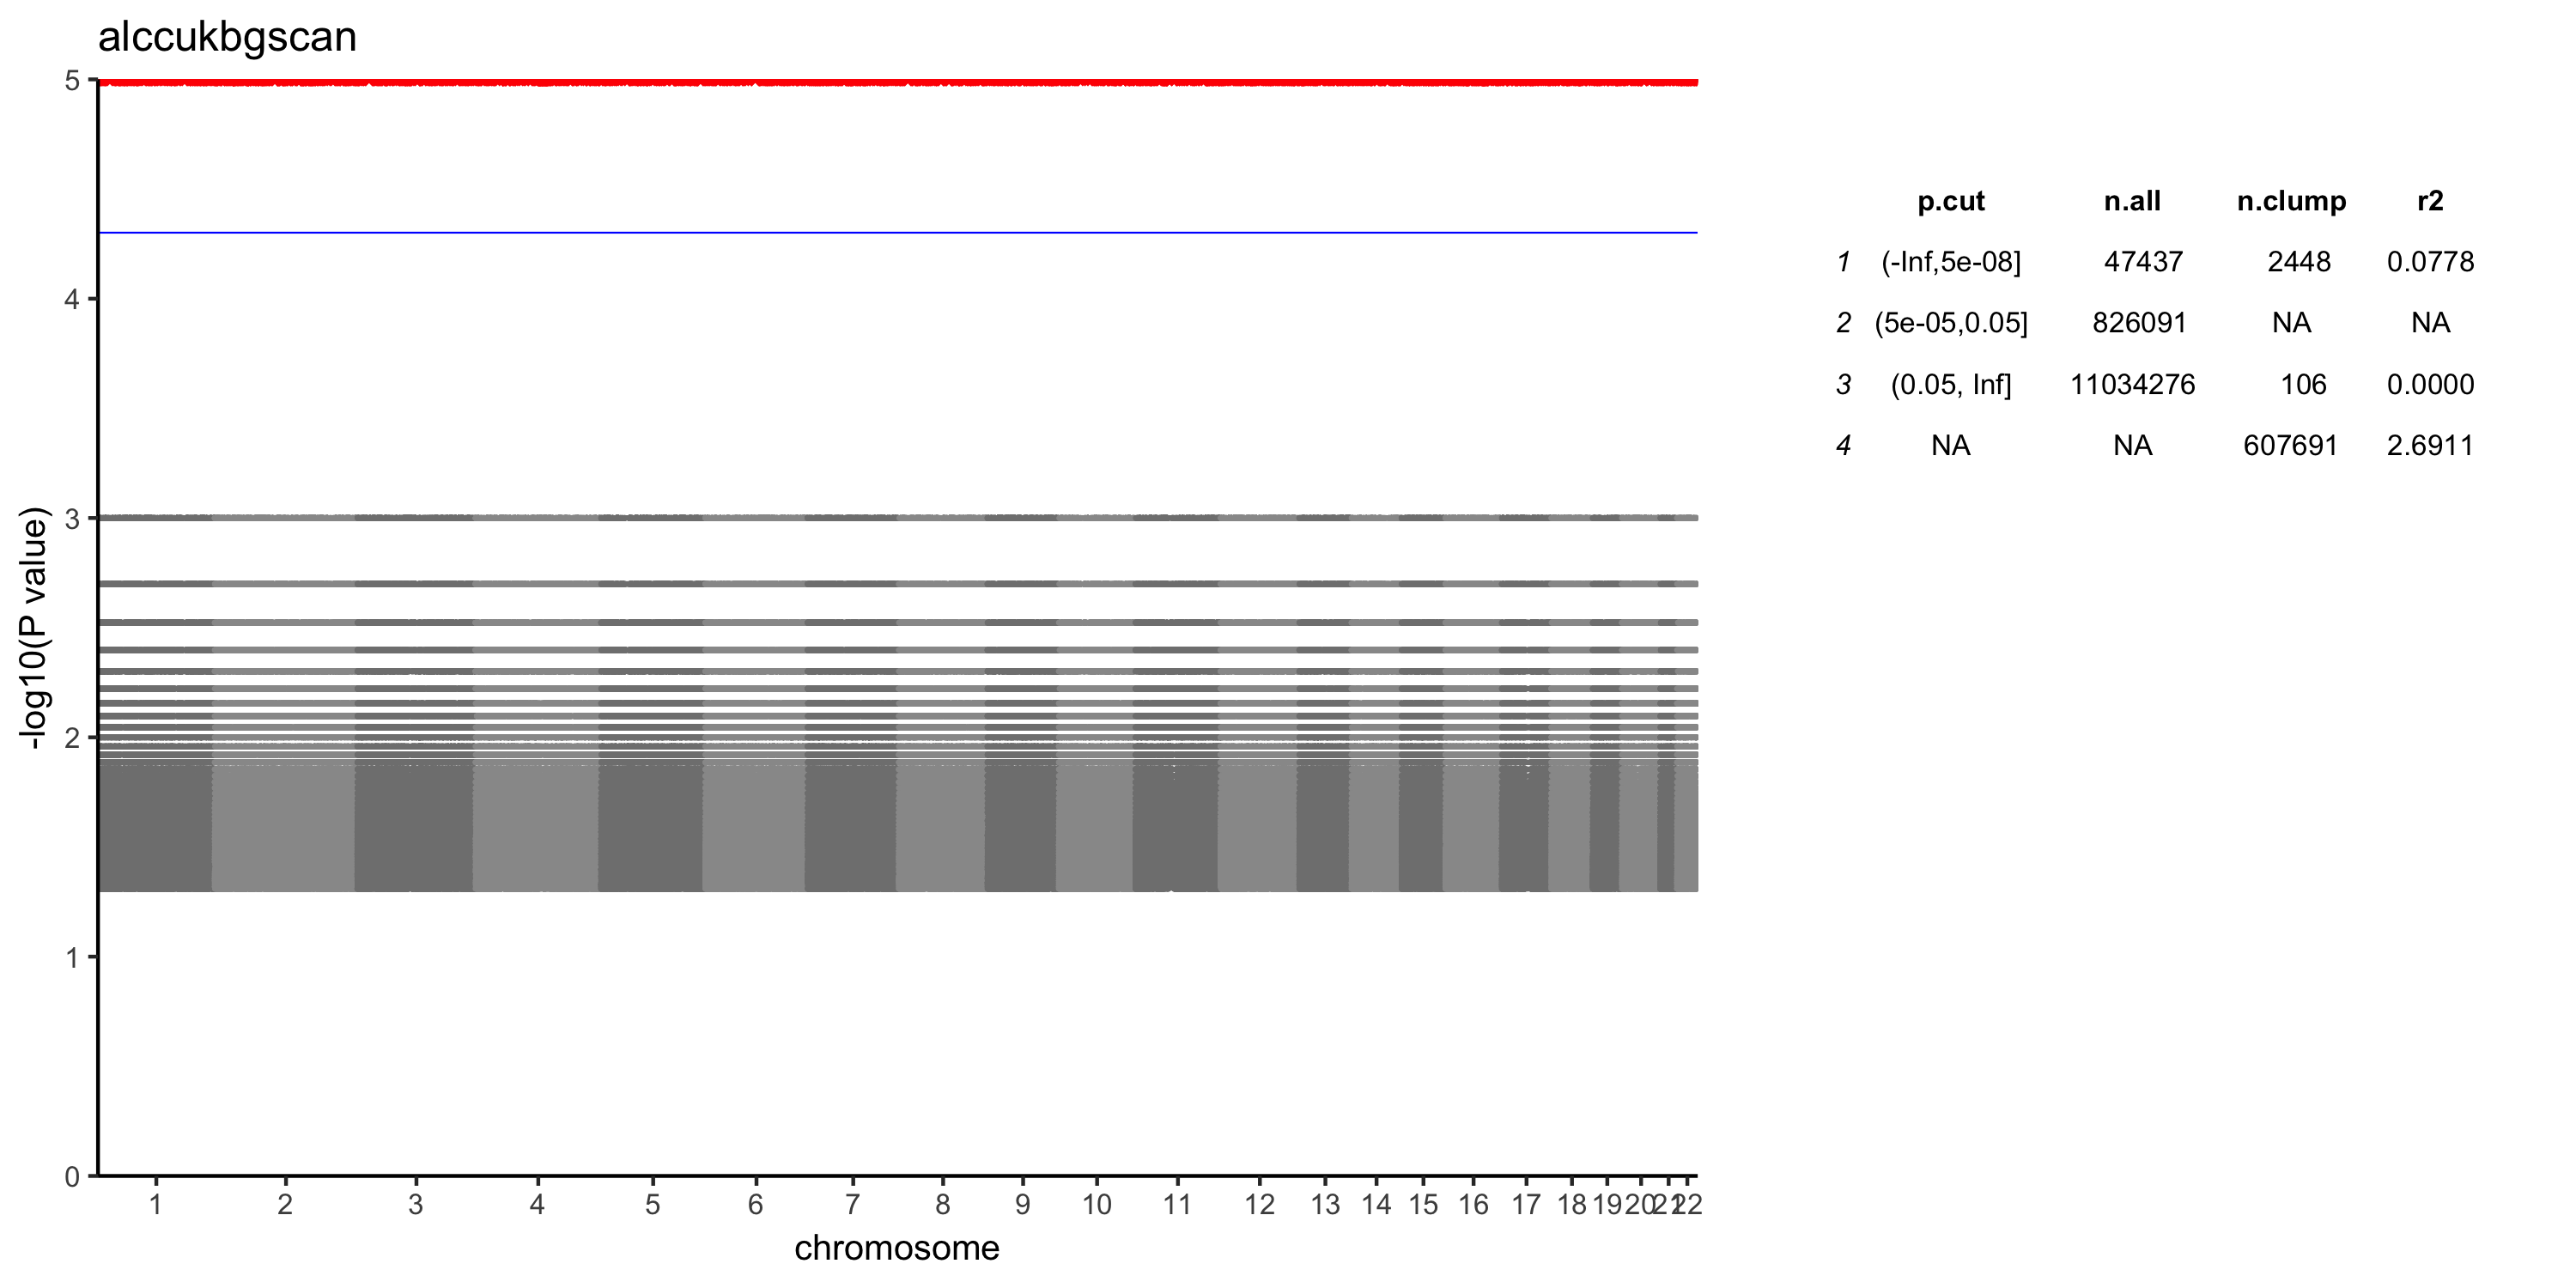 alccukbgscan
5
4
3
2
1
0
-log10(P value)
1 2 3 4 5 6 7 8 9 10 11 12 13 14 15 16 17 18 19 20 21 22
chromosome
p.cut n.all n.clump r2
1 (-Inf,5e-08] 47437 2448 0.0778
2 (5e-05,0.05] 826091 NA NA
3 (0.05, Inf] 11034276 106 0.0000
4 NA NA 607691 2.6911